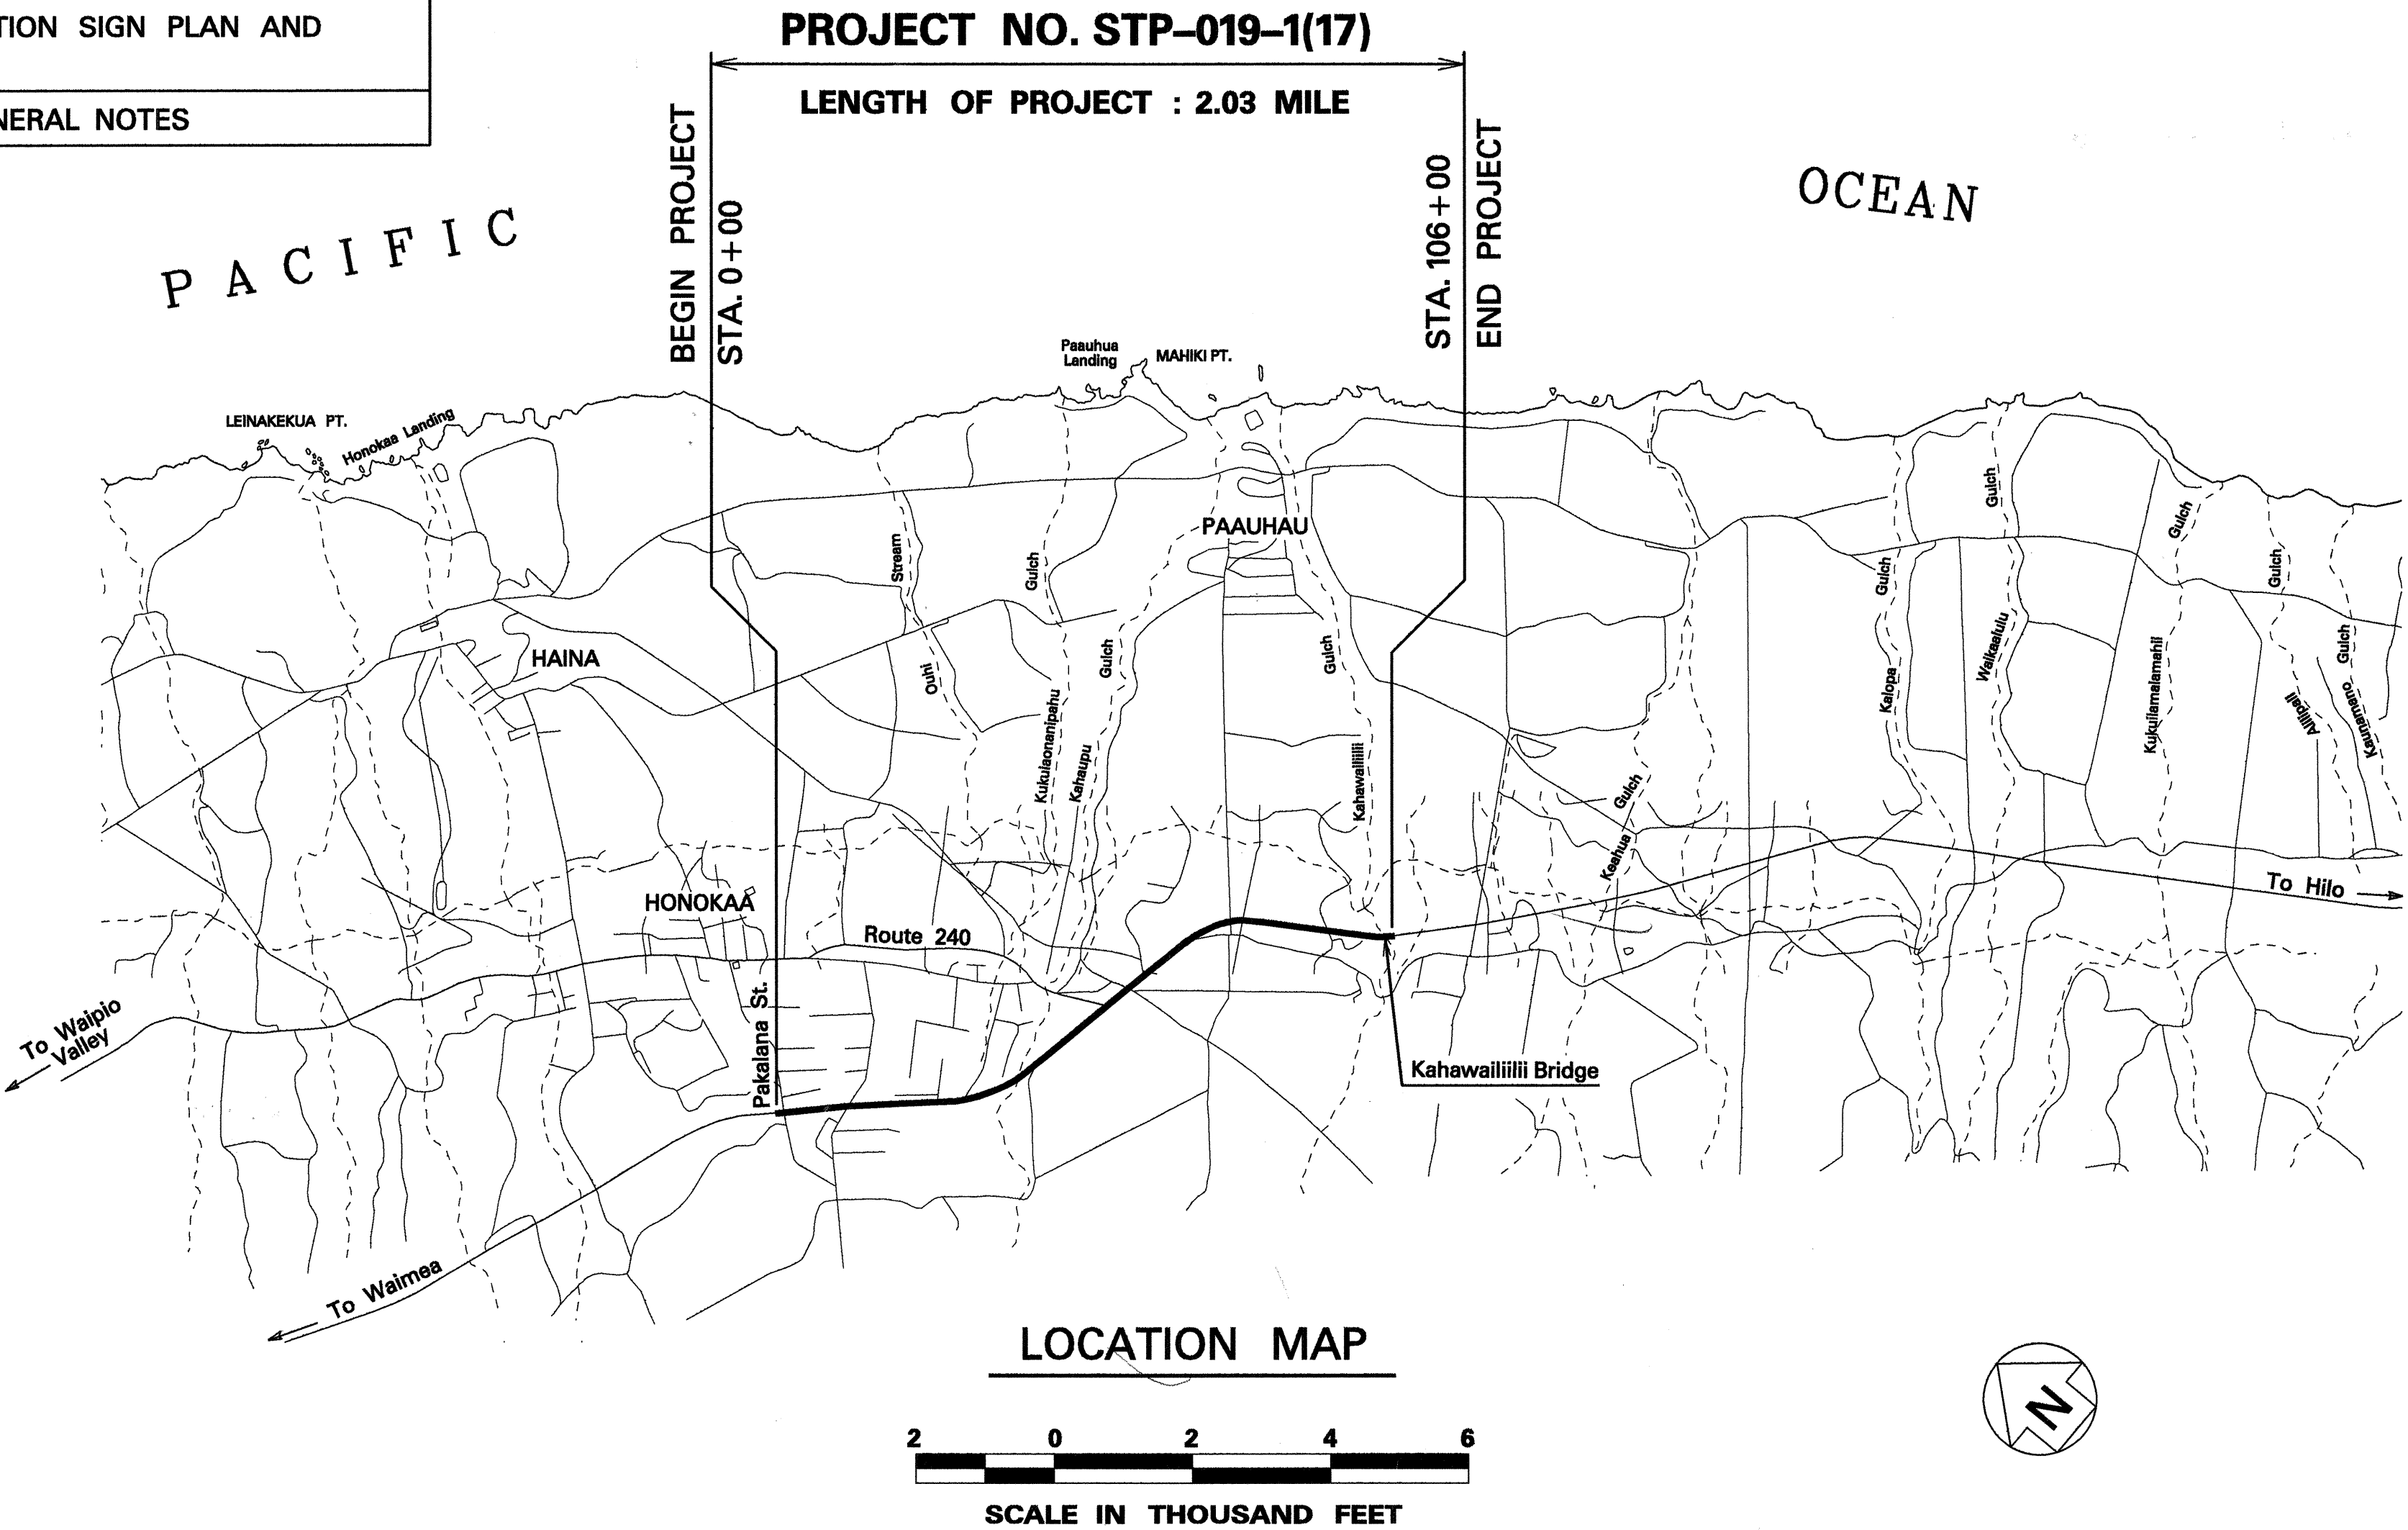 TION SIGN PLAN AND
NERAL NOTES
PROJECT NO. STP–019–1(17)
LENGTH OF PROJECT : 2.03 MILE
BEGIN PROJECT
STA. 0+00
STA. 106+00
END PROJECT
PACIFIC
OCEAN
LEINAKEKUA PT.
Honokaa Landing
Paauhua
Landing
MAHIKI PT.
PAAUHAU
HAINA
HONOKAA
Stream
Ouhi
Gulch
Kukuiaonanipahu
Gulch
Kahaupu
Gulch
Kahawailiilii
Gulch
Keahua
Gulch
Kalopa
Gulch
Waikaalulu
Gulch
Kukuilamalamahii
Gulch
Alilipali
Gulch
Kaunamano
Route 240
Pakalana St.
To Waipio
Valley
To Waimea
To Hilo
Kahawailiilii Bridge
LOCATION MAP
2 0 2 4 6
SCALE IN THOUSAND FEET
N